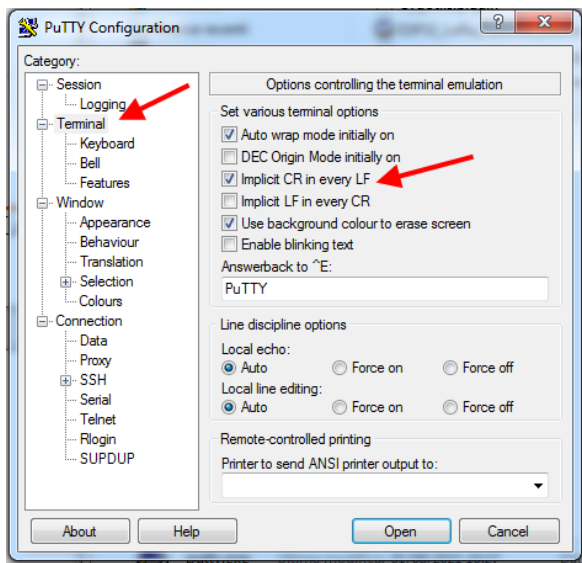 PuTTY Configuration
Category:
Session
Logging
Terminal
Keyboard
Bell
Features
Window
Appearance
Behaviour
Translation
Selection
Colours
Connection
Data
Proxy
SSH
Serial
Telnet
Rlogin
SUPDUP
Options controlling the terminal emulation
Set various terminal options
Auto wrap mode initially on
DEC Origin Mode initially on
Implicit CR in every LF
Implicit LF in every CR
Use background colour to erase screen
Enable blinking text
Answerback to ^E:
PuTTY
Line discipline options
Local echo:
Auto Force on Force off
Local line editing:
Auto Force on Force off
Remote-controlled printing
Printer to send ANSI printer output to:
About Help Open Cancel